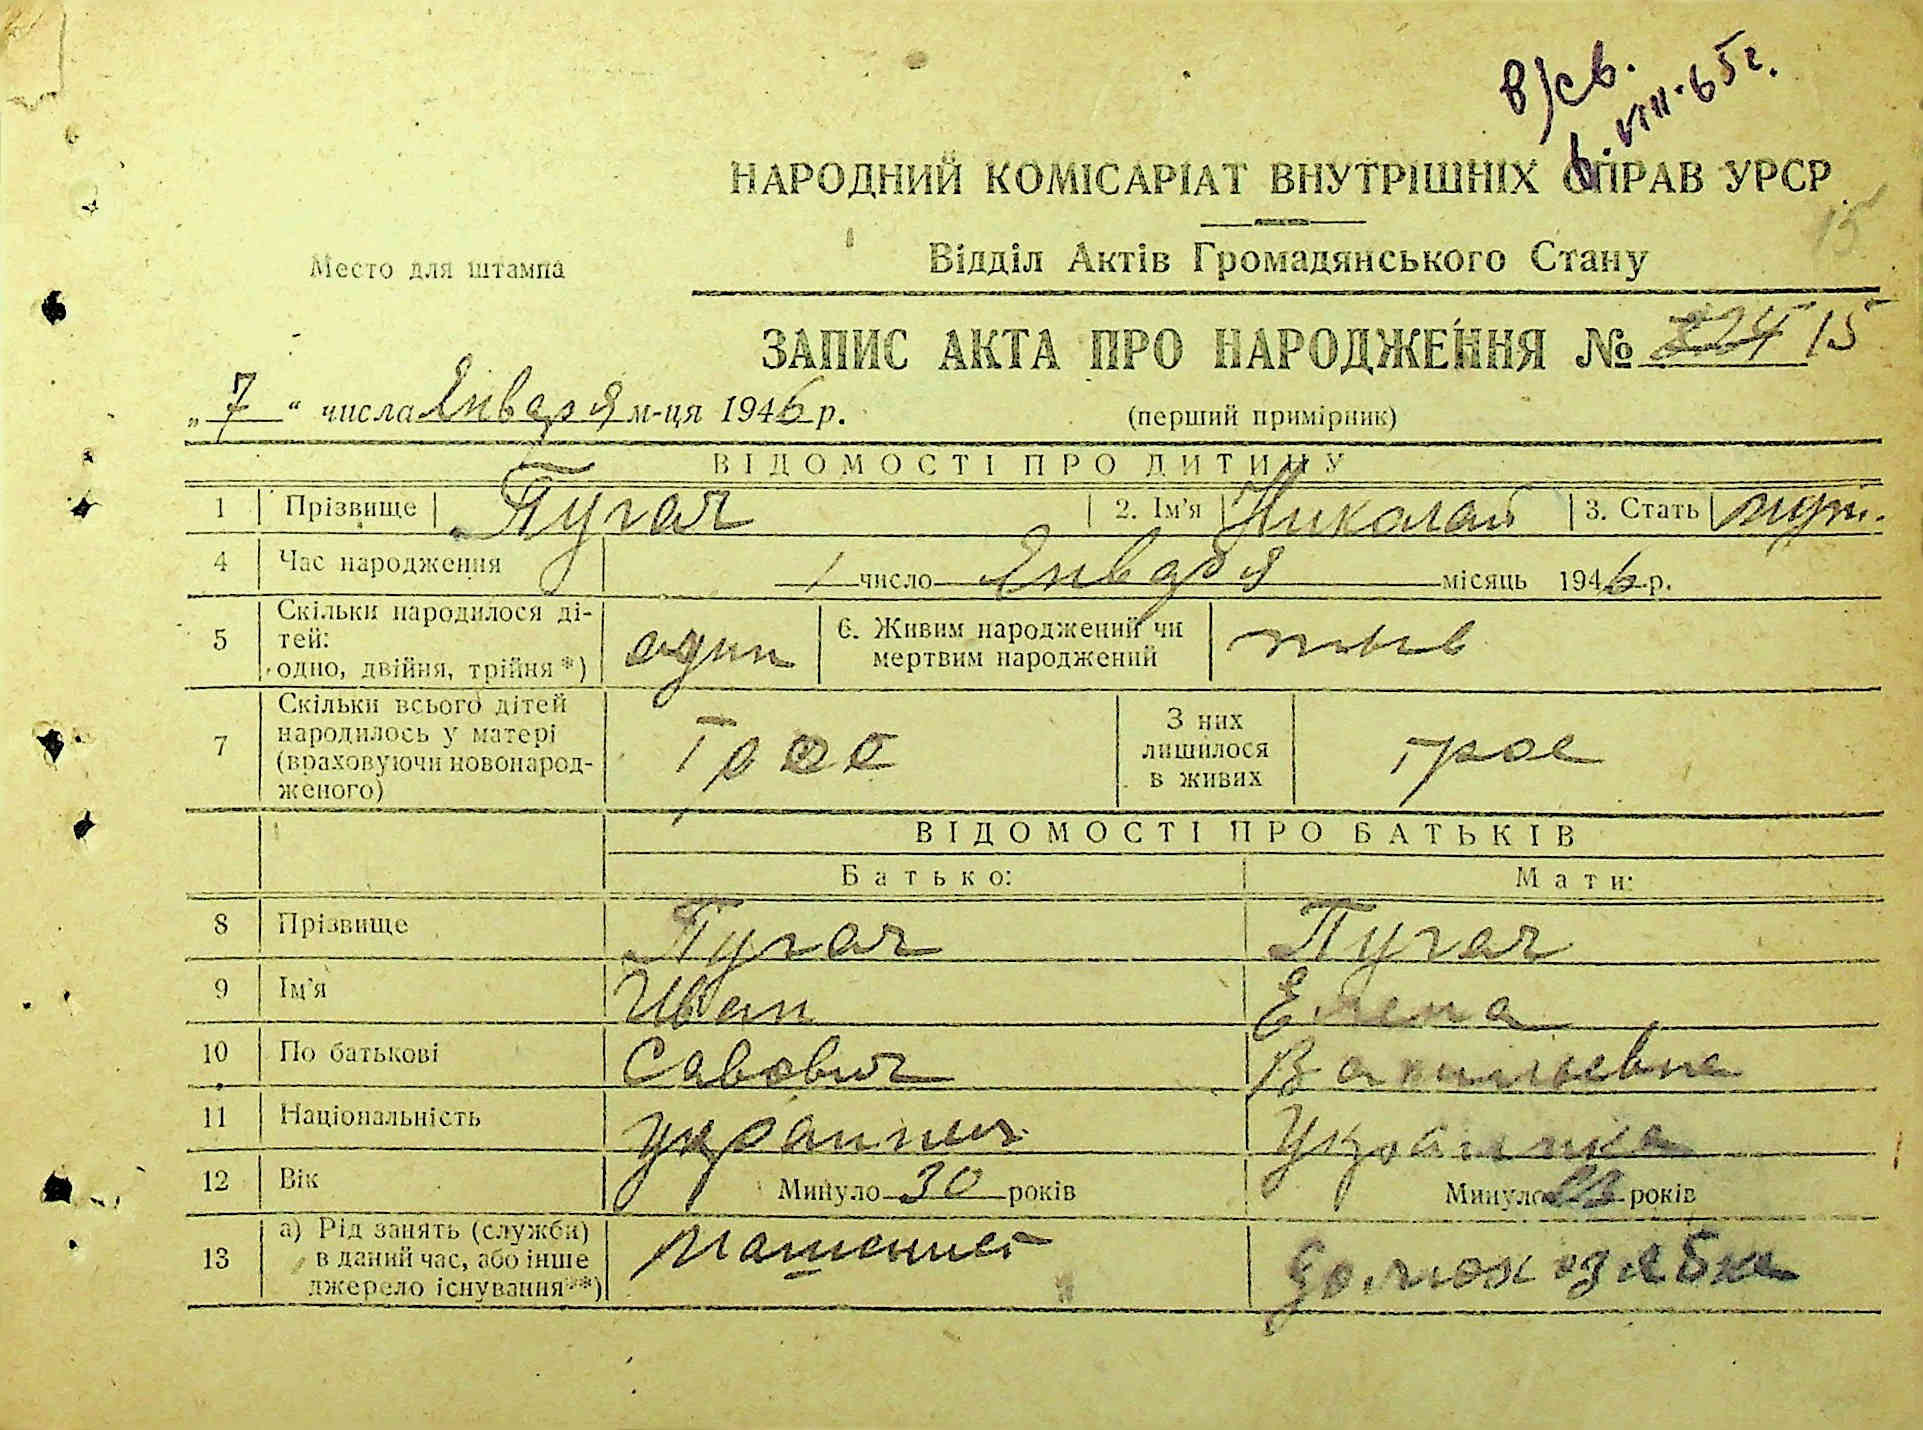 в/св.
VIII-65г.
НАРОДНИЙ КОМІСАРІАТ ВНУТРІШНІХ СПРАВ УРСР
15
Место для штампа
Відділ Актів Громадянського Стану
ЗАПИС АКТА ПРО НАРОДЖЕННЯ № 15
„7“ числа Января м-ця 1946 р. (перший примірник)
ВІДОМОСТІ ПРО ДИТИНУ
1 Прізвище Пугач 2. Ім'я Николай 3. Стать муж.
4 Час народження 1 число Января місяць 1946 р.
5 Скільки народилося ді-
тей:
одно, двійня, трійня *) один
6. Живим народжений чи
мертвим народжений
7 Скільки всього дітей
народилось у матері
(враховуючи новонарод-
женого) трое
З них
лишилося
в живих трое
ВІДОМОСТІ ПРО БАТЬКІВ
Батько: Мати:
8 Прізвище Пугач Пугач
9 Ім'я Иван Елена
10 По батькові Савович Васильевна
11 Національність украинец Украинка
12 Вік Минуло 30 років Минуло років
13 а) Рід занять (служби)
в даний час, або інше
джерело існування **) Машинист домохозяйка